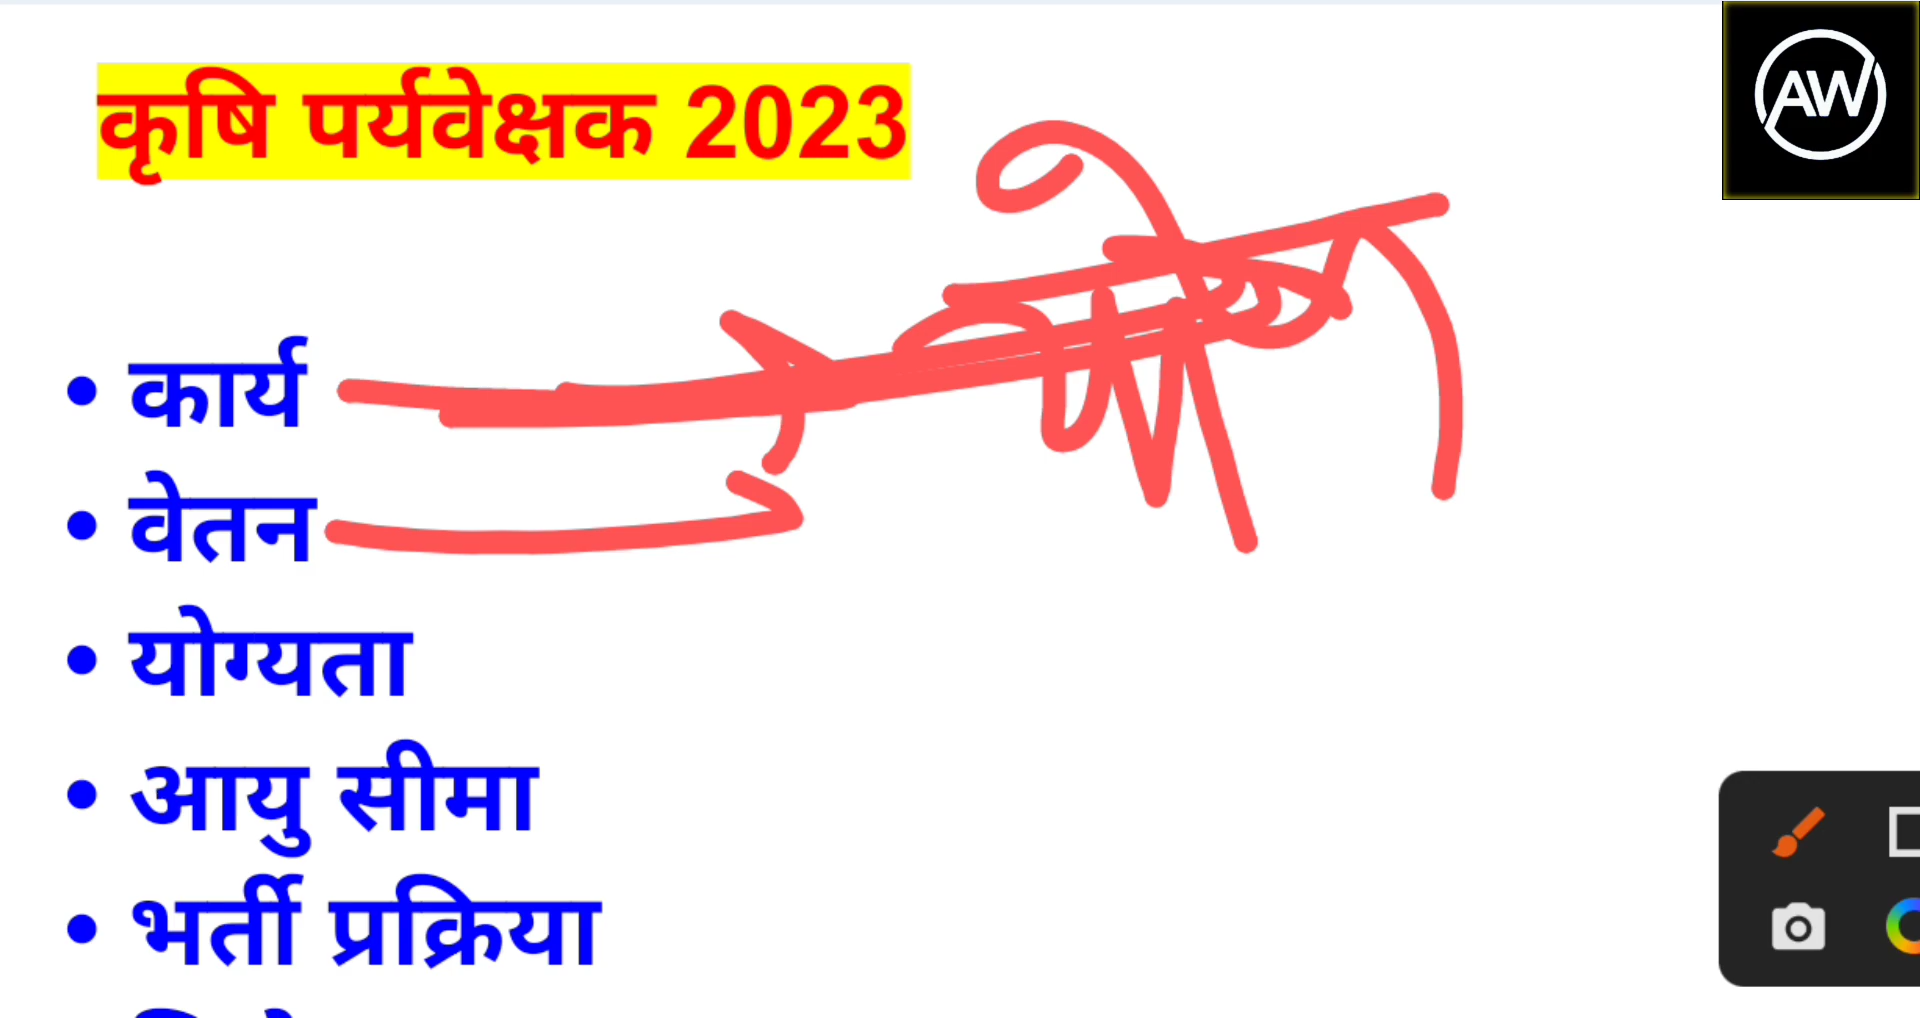 कृषि पर्यवेक्षक 2023
AW
• कार्य
• वेतन
• योग्यता
• आयु सीमा
• भर्ती प्रक्रिया